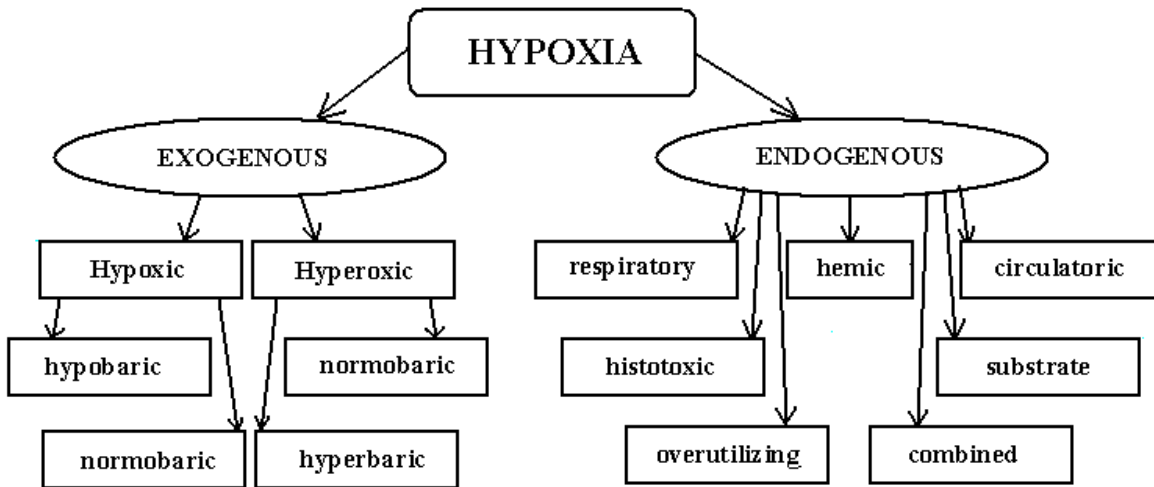 HYPOXIA
EXOGENOUS
ENDOGENOUS
Hypoxic
Hyperoxic
respiratory
hemic
circulatoric
hypobaric
normobaric
histotoxic
substrate
normobaric
hyperbaric
overutilizing
combined